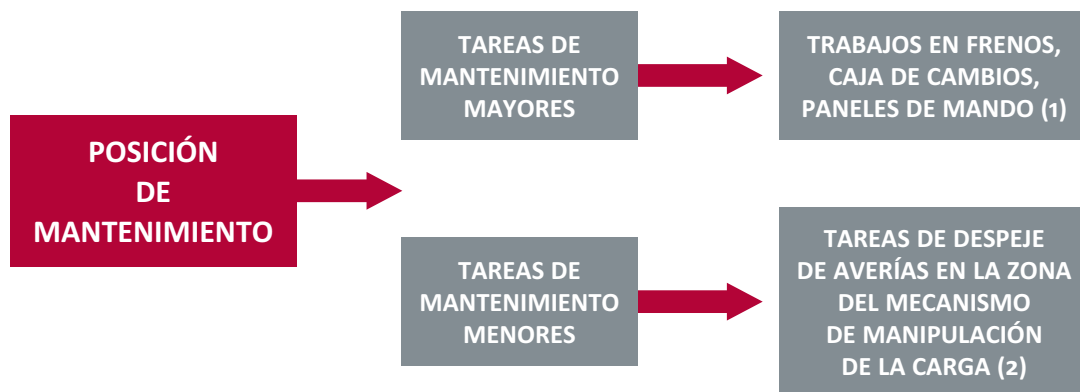 POSICIÓN
DE
MANTENIMIENTO
TAREAS DE
MANTENIMIENTO
MAYORES
TRABAJOS EN FRENOS,
CAJA DE CAMBIOS,
PANELES DE MANDO (1)
TAREAS DE
MANTENIMIENTO
MENORES
TAREAS DE DESPEJE
DE AVERÍAS EN LA ZONA
DEL MECANISMO
DE MANIPULACIÓN
DE LA CARGA (2)